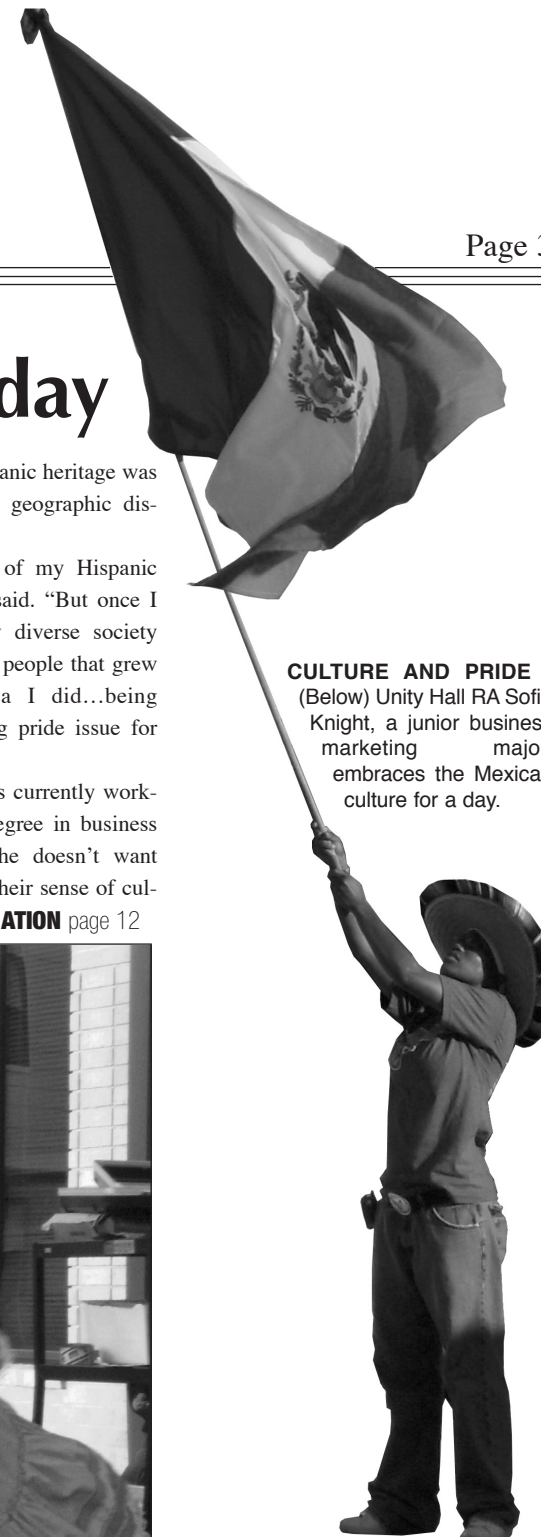 Page 3
day
anic heritage was
geographic dis-
of my Hispanic
said. “But once I
diverse society
people that grew
a I did…being
g pride issue for
s currently work-
egree in business
he doesn’t want
heir sense of cul-
ATION page 12
CULTURE AND PRIDE
(Below) Unity Hall RA Sofi
Knight, a junior busines
marketing majo
embraces the Mexica
culture for a day.